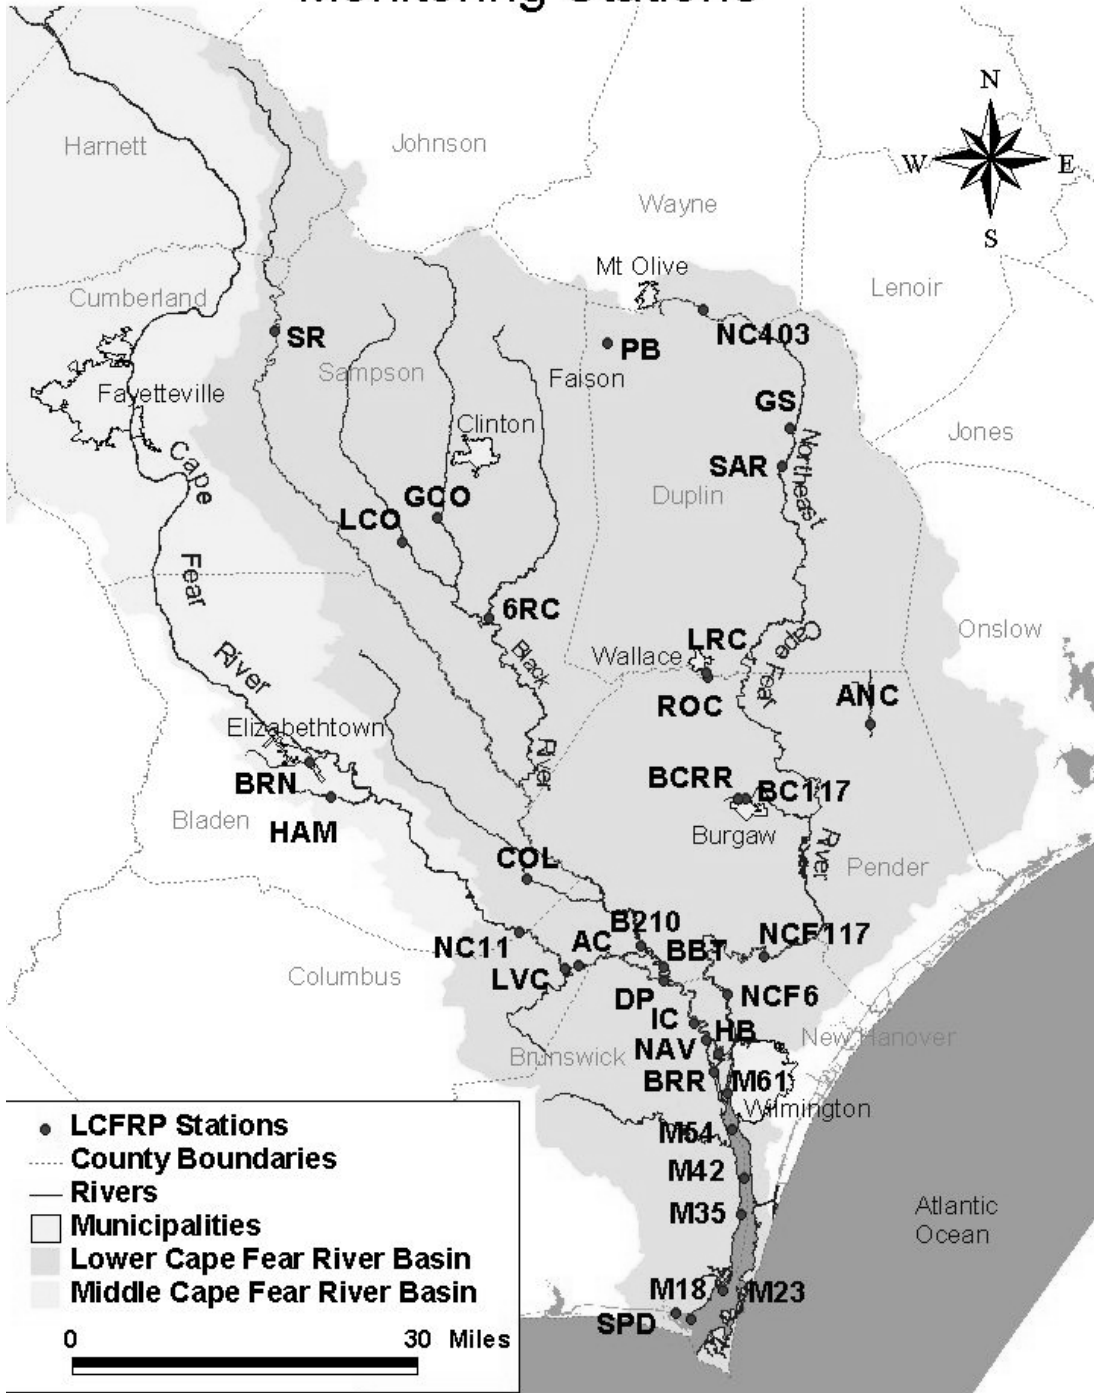 Monitoring Stations
N
W E
S
Harnett
Johnson
Wayne
Mt Olive
Lenoir
Cumberland
SR
NC403
PB
Sampson
Faison
Fayetteville
GS
Clinton
Jones
Cape
SAR
Northeast
Duplin
GCO
LCO
Fear
6RC
Onslow
LRC
Cape Fear
Wallace
Black
River
ROC
ANC
Elizabethtown
River
BRN
BCRR
BC117
Bladen
HAM
Burgaw
River
Pender
COL
B210
NCF117
NC11
AC
BBT
Columbus
LVC
DP
NCF6
IC
HB
New Hanover
NAV
Brunswick
BRR
M61
Wilmington
M54
M42
M35
Atlantic
Ocean
M18
M23
SPD
LCFRP Stations
County Boundaries
Rivers
Municipalities
Lower Cape Fear River Basin
Middle Cape Fear River Basin
0 30 Miles